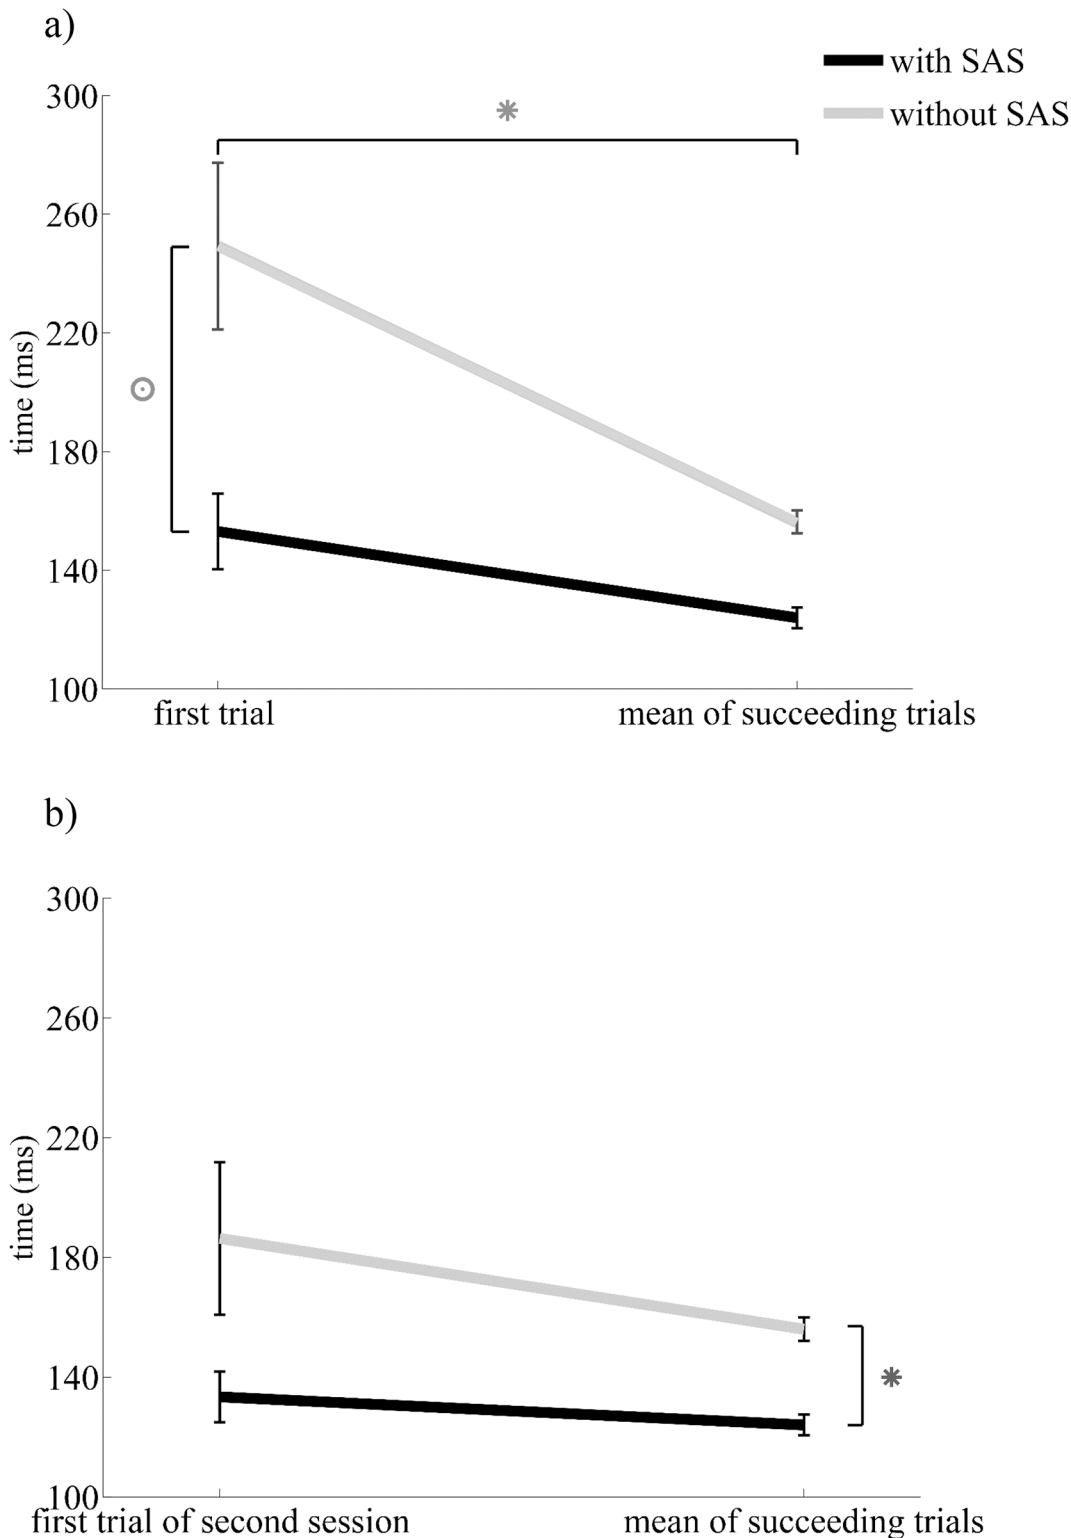 a)
with SAS
without SAS
300
260
220
180
140
100
time (ms)
first trial
mean of succeeding trials
b)
300
260
220
180
140
100
time (ms)
first trial of second session
mean of succeeding trials